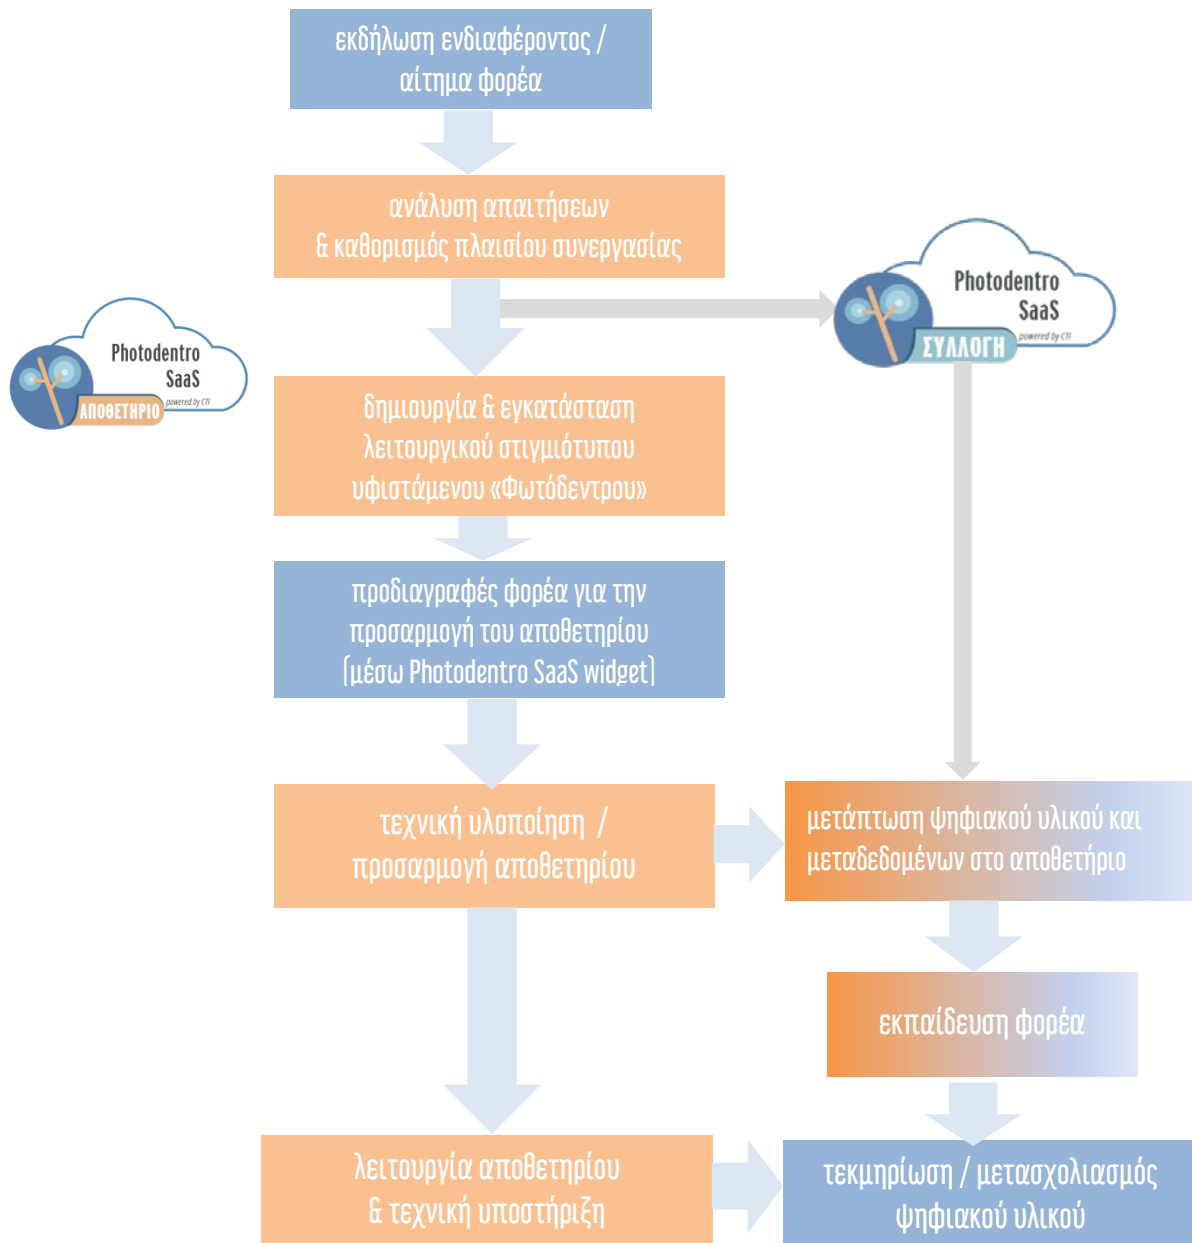 εκδήλωση ενδιαφέροντος /
αίτημα φορέα
ανάλυση απαιτήσεων
& καθορισμός πλαισίου συνεργασίας
Photodentro
SaaS
powered by CTI
ΣΥΛΛΟΓΗ
Photodentro
SaaS
powered by CTI
ΑΠΟΘΕΤΗΡΙΟ
δημιουργία & εγκατάσταση
λειτουργικού στιγμιότυπου
υφιστάμενου «Φωτόδεντρου»
προδιαγραφές φορέα για την
προσαρμογή του αποθετηρίου
(μέσω Photodentro SaaS widget)
τεχνική υλοποίηση /
προσαρμογή αποθετηρίου
μετάπτωση ψηφιακού υλικού και
μεταδεδομένων στο αποθετήριο
εκπαίδευση φορέα
λειτουργία αποθετηρίου
& τεχνική υποστήριξη
τεκμηρίωση / μετασχολιασμός
ψηφιακού υλικού